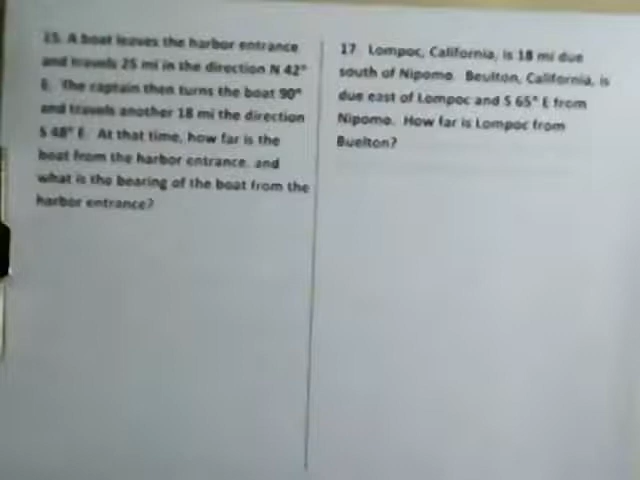 15. A boat leaves the harbor entrance
and travels 25 mi in the direction N 42°
E. The captain then turns the boat 90°
and travels another 18 mi the direction
S 48° E. At that time, how far is the
boat from the harbor entrance, and
what is the bearing of the boat from the
harbor entrance?
17. Lompoc, California, is 18 mi due
south of Nipomo. Beulton, California, is
due east of Lompoc and S 65° E from
Nipomo. How far is Lompoc from
Buelton?